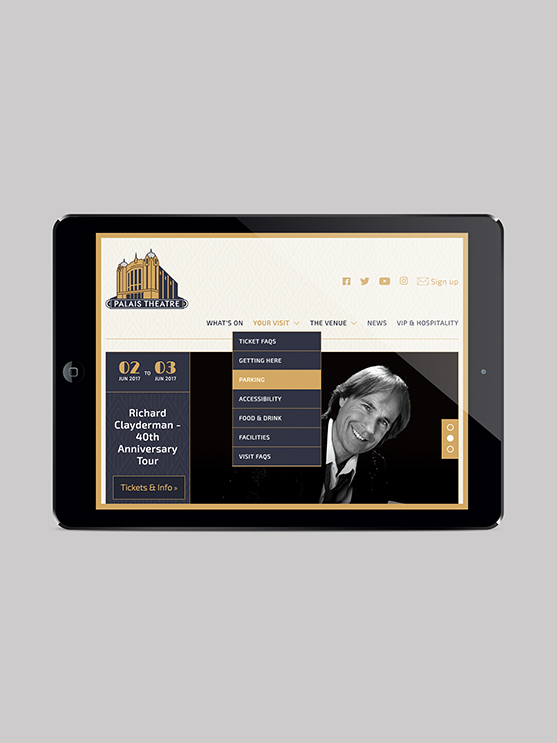 PALAIS THEATRE
Sign up
WHAT'S ON YOUR VISIT THE VENUE NEWS VIP & HOSPITALITY
TICKET FAQS
GETTING HERE
PARKING
ACCESSIBILITY
FOOD & DRINK
FACILITIES
VISIT FAQS
02 TO 03
JUN 2017 JUN 2017
Richard
Clayderman -
40th
Anniversary
Tour
Tickets & Info »